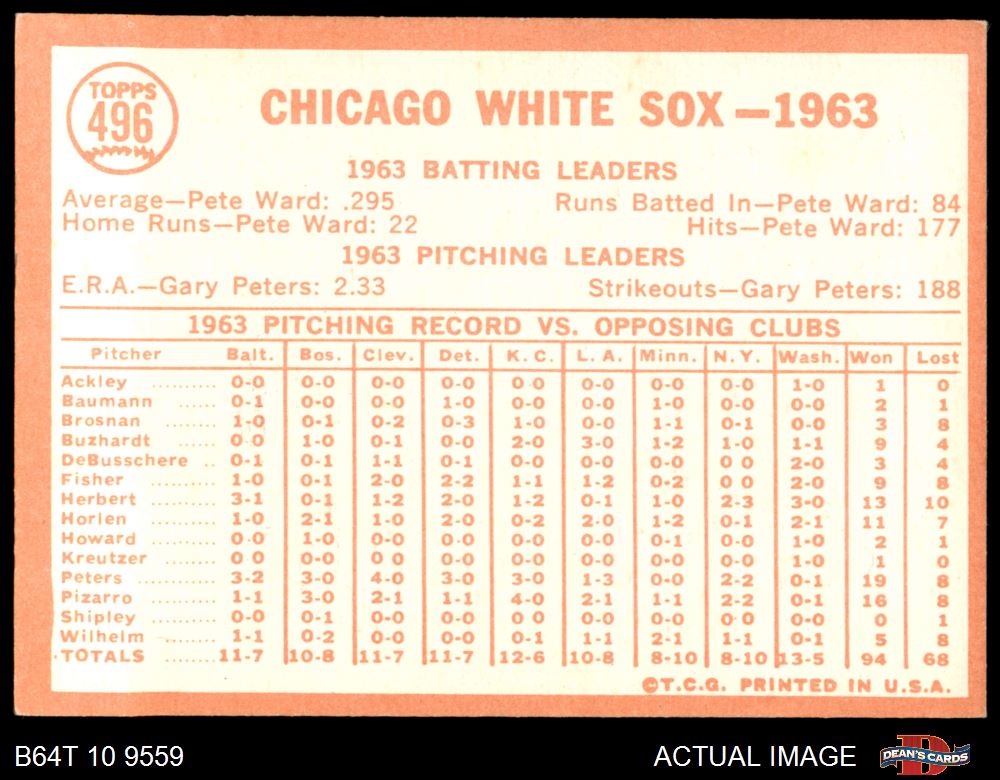 TOPPS
496
CHICAGO WHITE SOX—1963
1963 BATTING LEADERS
Average—Pete Ward: .295 Runs Batted In—Pete Ward: 84
Home Runs—Pete Ward: 22 Hits—Pete Ward: 177
1963 PITCHING LEADERS
E.R.A.—Gary Peters: 2.33 Strikeouts—Gary Peters: 188
1963 PITCHING RECORD VS. OPPOSING CLUBS
Pitcher Balt. Bos. Clev. Det. K.C. L.A. Minn. N.Y. Wash. Won Lost
Ackley .......... 0-0 0-0 0-0 0-0 0 0 0-0 0-0 0-0 1-0 1 0
Baumann ...... 0-1 0-0 0-0 1-0 0-0 0-0 1-0 0-0 0-0 2 1
Brosnan ....... 1-0 0-1 0-2 0-3 1-0 0-0 1-1 0-1 0-0 3 8
Buzhardt ...... 0-0 1-0 0-1 0-0 2-0 3-0 1-2 1-0 1-1 9 4
DeBusschere .. 0-1 0-1 1-1 0-1 0-0 0-0 0-0 0 0 2-0 3 4
Fisher .......... 1-0 0-1 2-0 2-2 1-1 1-2 0-2 0 0 2-0 9 8
Herbert ........ 3-1 0-1 1-2 2-0 1-2 0-1 1-0 2-3 3-0 13 10
Horlen .......... 1-0 2-1 1-0 2-0 0-2 2-0 1-2 0-1 2-1 11 7
Howard ........ 0-0 1-0 0-0 0-0 0-0 0-0 0-1 0-0 1-0 2 1
Kreutzer ....... 0 0 0-0 0 0 0-0 0-0 0-0 0-0 0-0 1-0 1 0
Peters .......... 3-2 3-0 4-0 3-0 3-0 1-3 0-0 2-2 0-1 19 8
Pizarro ......... 1-1 3-0 2-1 1-1 4-0 2-1 1-1 2-2 0-1 16 8
Shipley ......... 0-0 0-1 0-0 0-0 0 0 0-0 0-0 0-0 0-0 0 1
Wilhelm ........ 1-1 0-2 0-0 0-0 0-1 1-1 2-1 1-1 0-1 5 8
TOTALS ....... 11-7 10-8 11-7 11-7 12-6 10-8 8-10 8-10 13-5 94 68
©T.C.G. PRINTED IN U.S.A.
B64T 10 9559 ACTUAL IMAGE DEAN'S CARDS